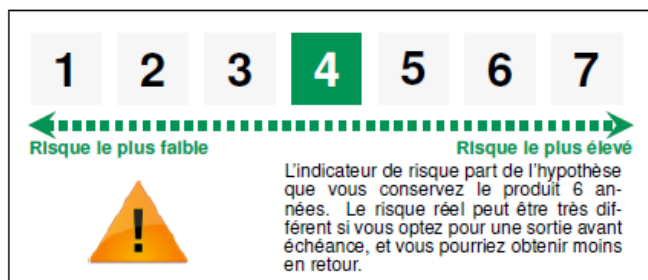 1 2 3 4 5 6 7
Risque le plus faible Risque le plus élevé
L'indicateur de risque part de l'hypothèse
que vous conservez le produit 6 an-
nées. Le risque réel peut être très dif-
férent si vous optez pour une sortie avant
échéance, et vous pourriez obtenir moins
en retour.
!